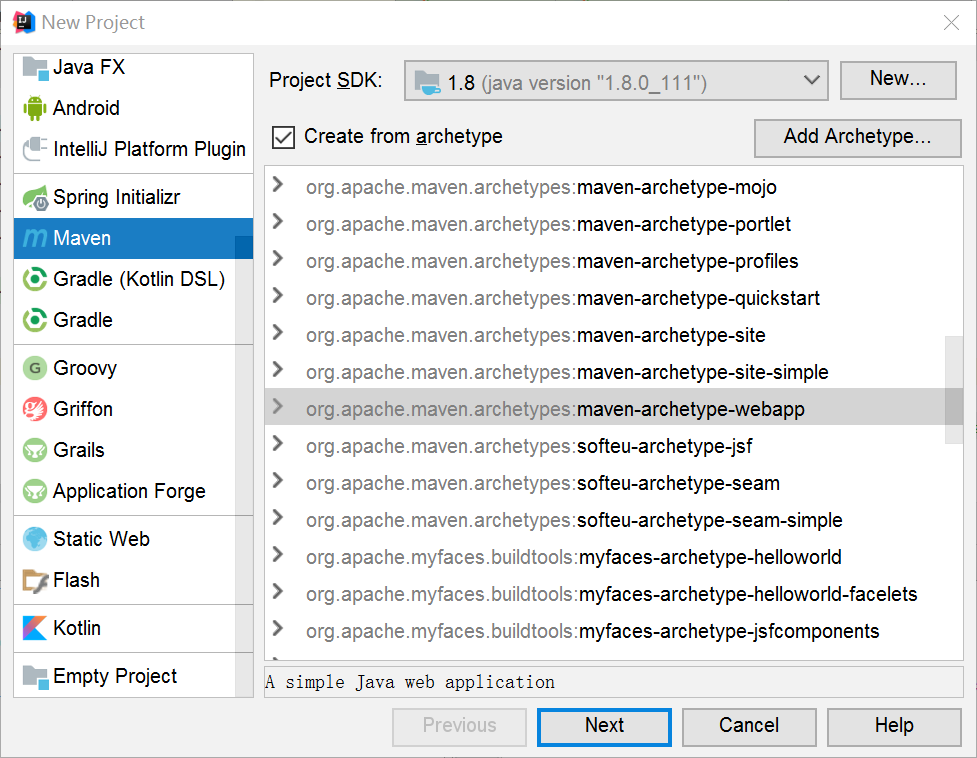 New Project
Java FX
Android
IntelliJ Platform Plugin
Spring Initializr
Maven
Gradle (Kotlin DSL)
Gradle
Groovy
Griffon
Grails
Application Forge
Static Web
Flash
Kotlin
Empty Project
Project SDK:
1.8 (java version "1.8.0_111")
New...
Create from archetype
Add Archetype...
org.apache.maven.archetypes:maven-archetype-mojo
org.apache.maven.archetypes:maven-archetype-portlet
org.apache.maven.archetypes:maven-archetype-profiles
org.apache.maven.archetypes:maven-archetype-quickstart
org.apache.maven.archetypes:maven-archetype-site
org.apache.maven.archetypes:maven-archetype-site-simple
org.apache.maven.archetypes:maven-archetype-webapp
org.apache.maven.archetypes:softeu-archetype-jsf
org.apache.maven.archetypes:softeu-archetype-seam
org.apache.maven.archetypes:softeu-archetype-seam-simple
org.apache.myfaces.buildtools:myfaces-archetype-helloworld
org.apache.myfaces.buildtools:myfaces-archetype-helloworld-facelets
org.apache.myfaces.buildtools:myfaces-archetype-jsfcomponents
A simple Java web application
Previous
Next
Cancel
Help